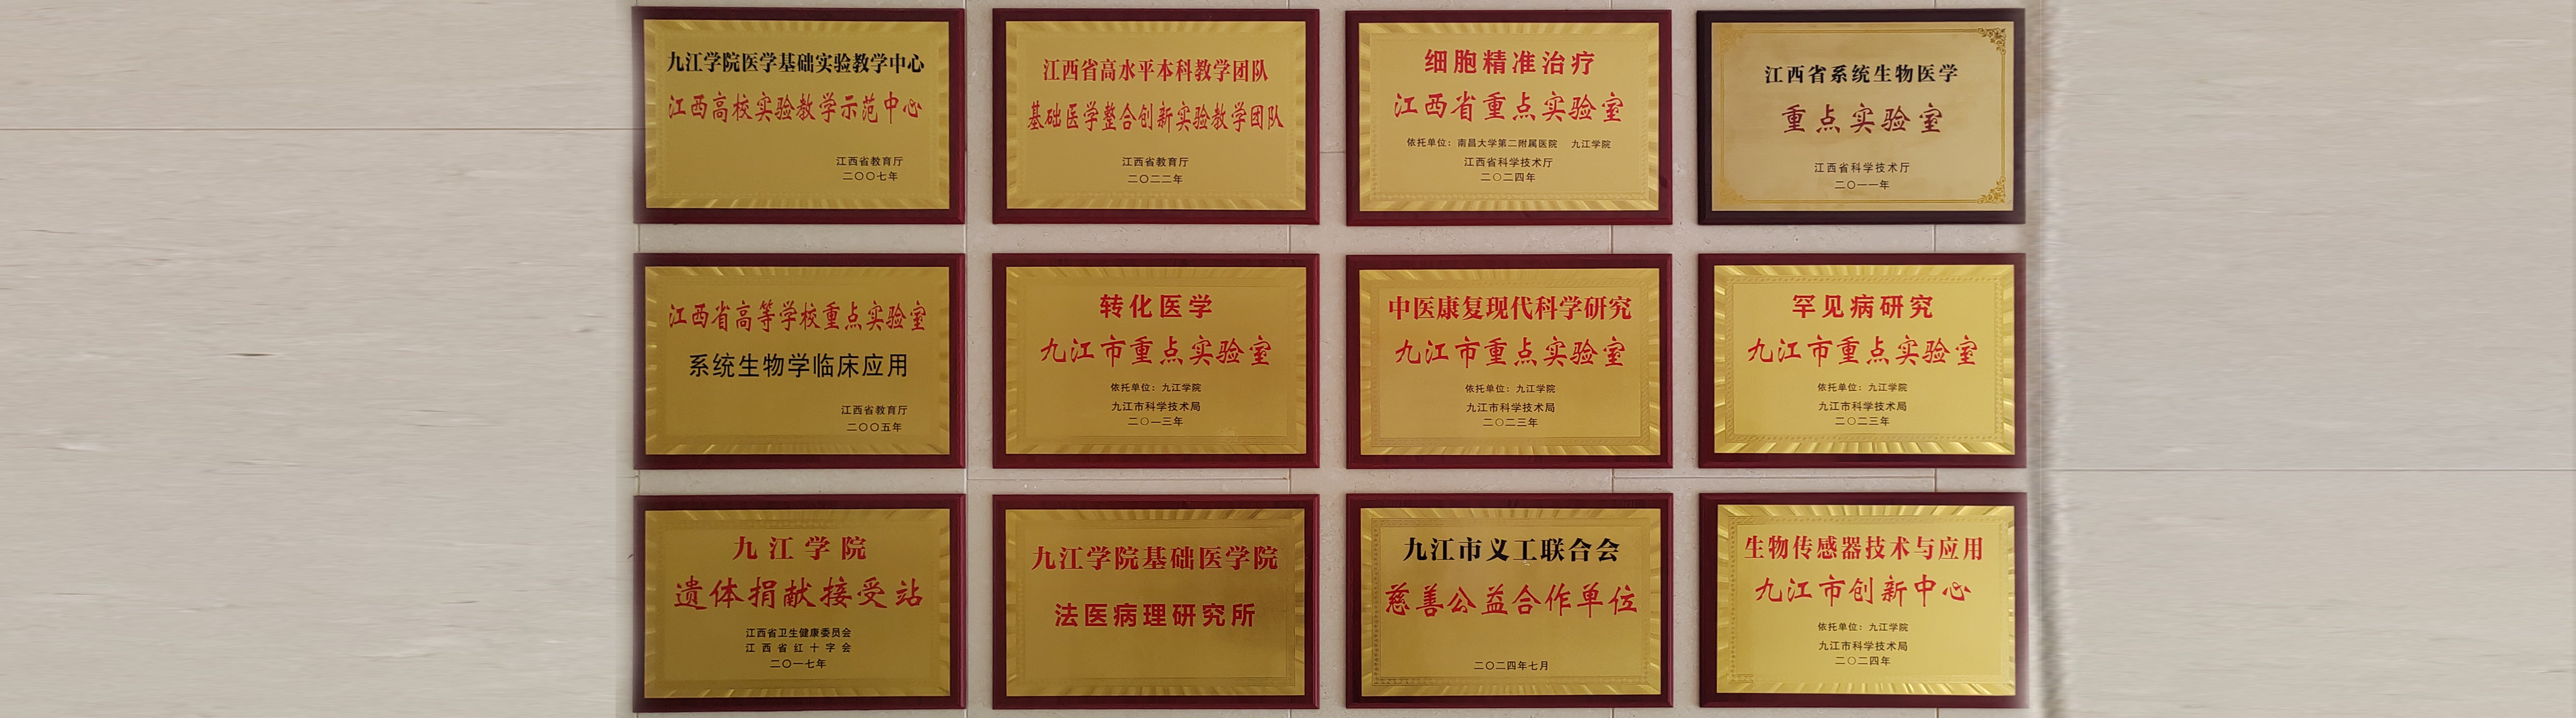 九江学院医学基础实验教学中心
江西高校实验教学示范中心
江西省教育厅
二〇〇七年
江西省高水平本科教学团队
基础医学整合创新实验教学团队
江西省教育厅
二〇二二年
细胞精准治疗
江西省重点实验室
依托单位：南昌大学第二附属医院 九江学院
江西省科学技术厅
二〇二四年
江西省系统生物医学
重点实验室
江西省科学技术厅
二〇一一年
江西省高等学校重点实验室
系统生物学临床应用
江西省教育厅
二〇〇五年
转化医学
九江市重点实验室
依托单位：九江学院
九江市科学技术局
二〇一三年
中医康复现代科学研究
九江市重点实验室
依托单位：九江学院
九江市科学技术局
二〇二三年
罕见病研究
九江市重点实验室
依托单位：九江学院
九江市科学技术局
二〇二三年
九江学院
遗体捐献接受站
江西省卫生健康委员会
江西省红十字会
二〇一七年
九江学院基础医学院
法医病理研究所
九江市义工联合会
慈善公益合作单位
二〇二四年七月
生物传感器技术与应用
九江市创新中心
依托单位：九江学院
九江市科学技术局
二〇二四年